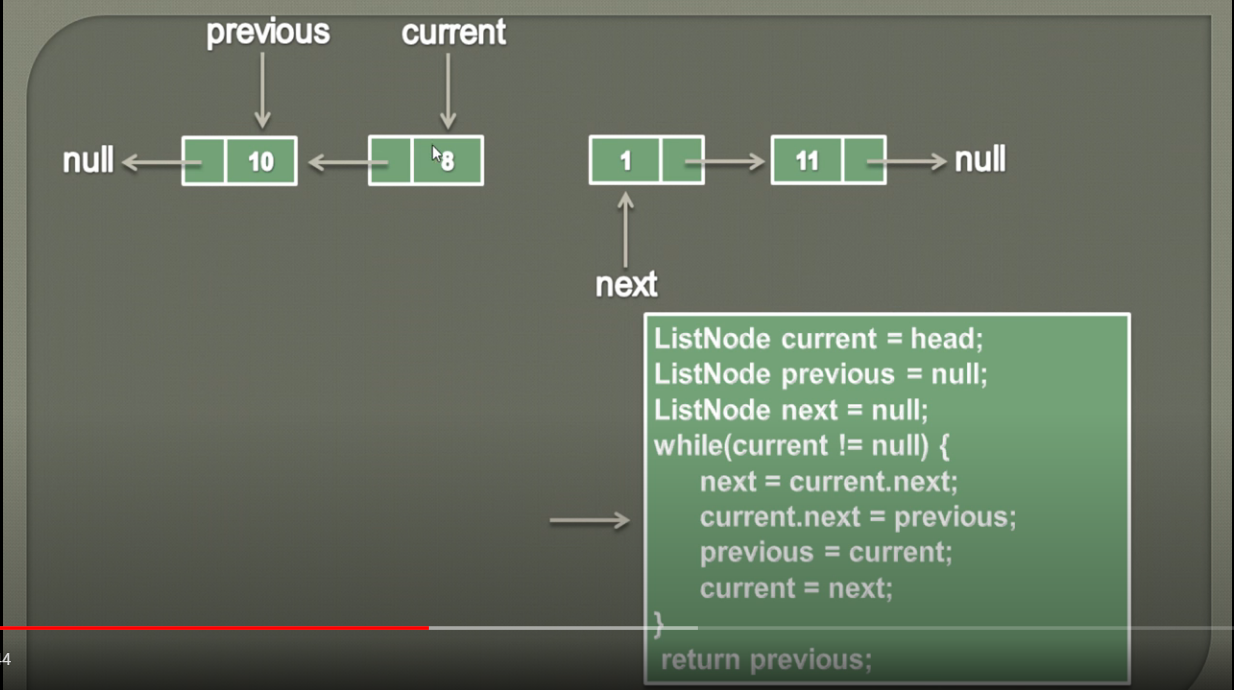 previous current
null 10 8 1 11 null
next
ListNode current = head;
ListNode previous = null;
ListNode next = null;
while(current != null) {
next = current.next;
current.next = previous;
previous = current;
current = next;
}
return previous;